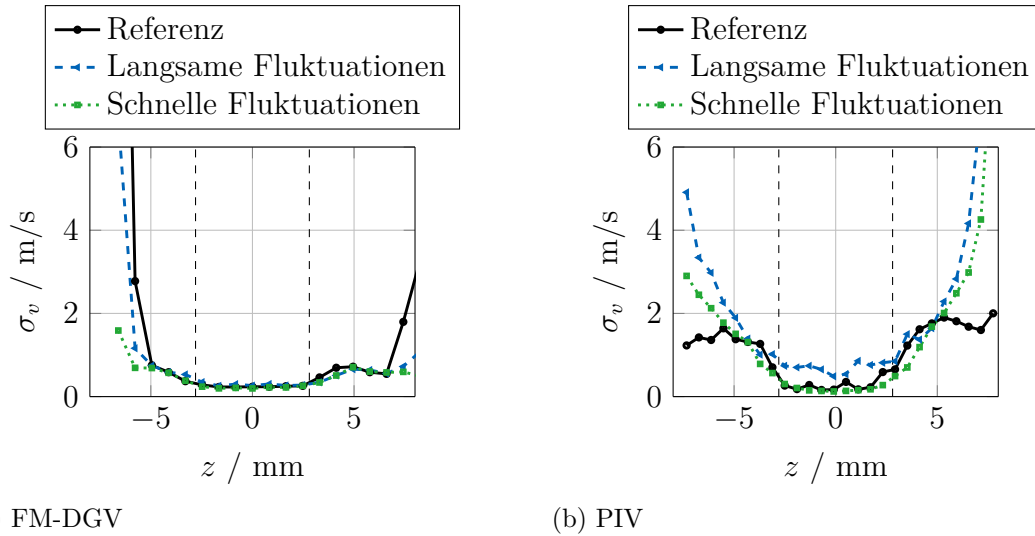 Referenz
Langsame Fluktuationen
Schnelle Fluktuationen
6
4
2
0
−5
0
5
σv / m/s
z / mm
FM-DGV
Referenz
Langsame Fluktuationen
Schnelle Fluktuationen
6
4
2
0
−5
0
5
σv / m/s
z / mm
(b) PIV